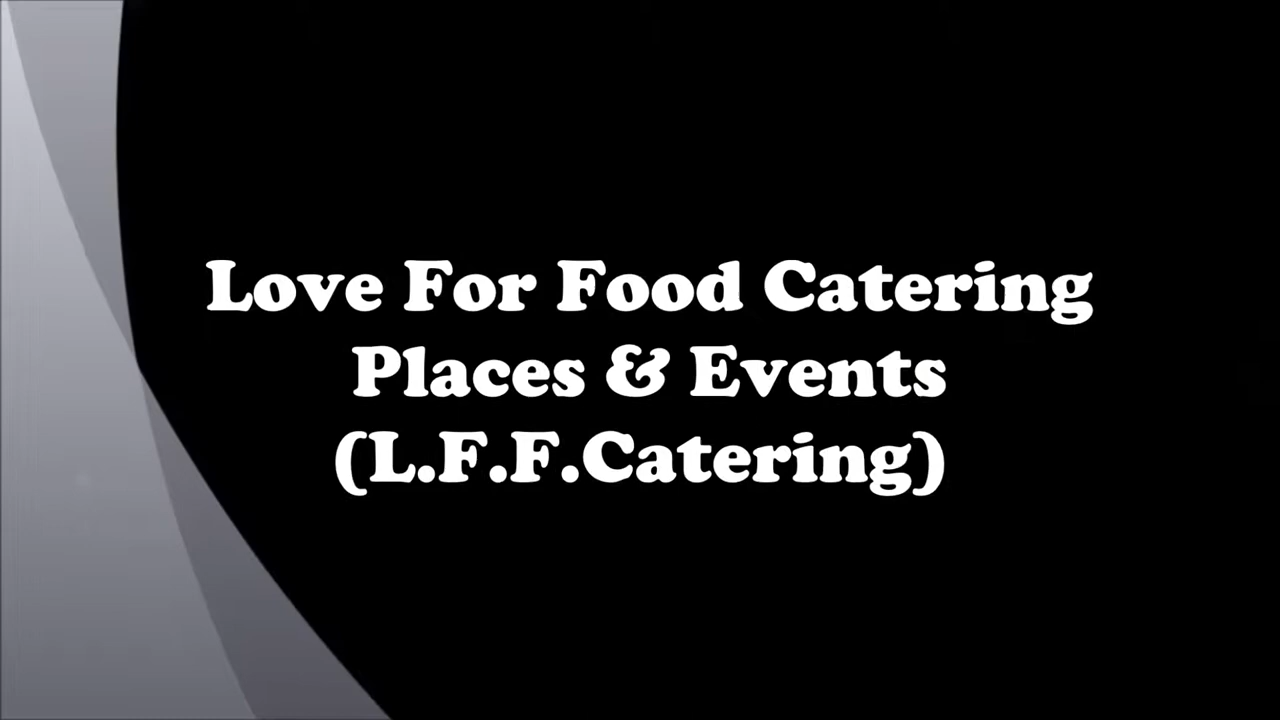 Love For Food Catering
Places & Events
(L.F.F.Catering)